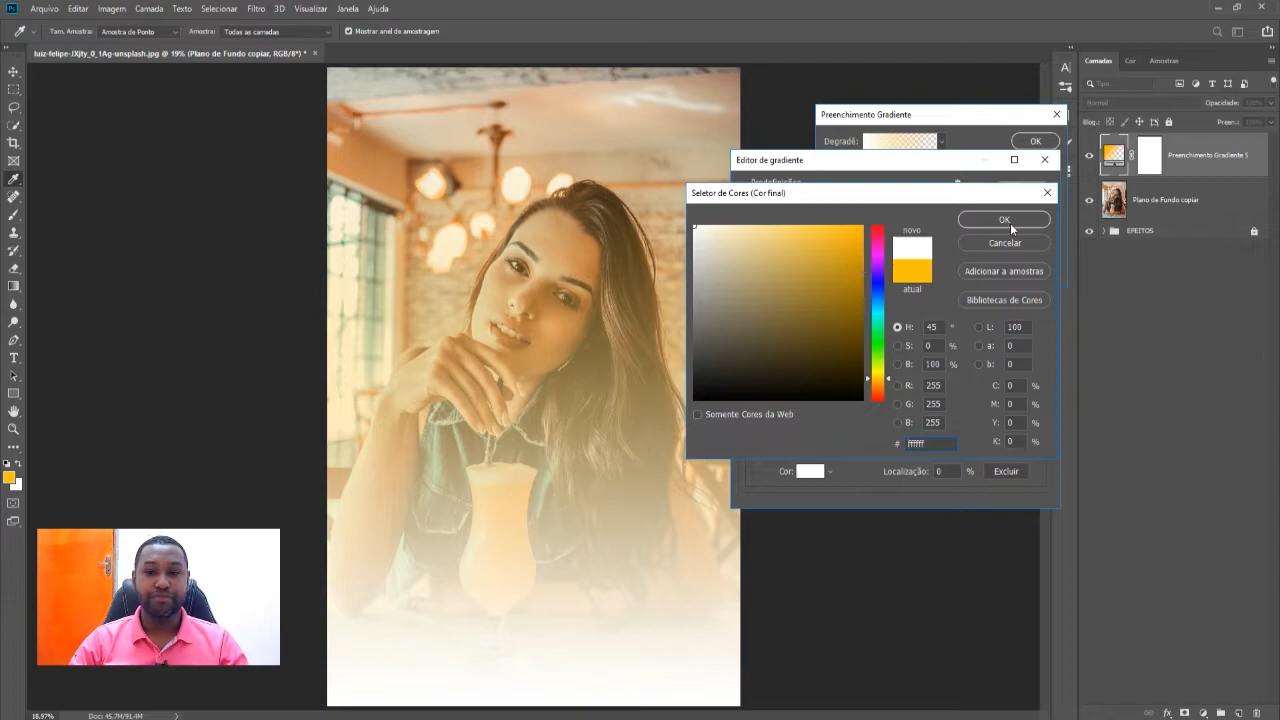 Ps Arquivo Editar Imagem Camada Texto Selecionar Filtro 3D Visualizar Janela Ajuda
Tam. Amostra: Amostra de Ponto Amostra: Todas as camadas Mostrar anel de amostragem
luiz-felipe-JXjty_0_1Ag-unsplash.jpg @ 19% (Plano de Fundo copiar, RGB/8*) * ×
Camadas Cor Amostras
Tipo
Normal Opacidade: 100%
Bloq.: Preen.: 100%
Preenchimento Gradiente 5
Plano de Fundo copiar
EFEITOS
Preenchimento Gradiente
Degradê: OK
Editor de gradiente
Seletor de Cores (Cor final)
novo
atual
OK
Cancelar
Adicionar a amostras
Bibliotecas de Cores
H: 45 ° L: 100
S: 0 % a: 0
B: 100 % b: 0
R: 255 C: 0 %
G: 255 M: 0 %
B: 255 Y: 0 %
# ffffff K: 0 %
Somente Cores da Web
Cor: Localização: 0 % Excluir
18.97% Doc: 45.7M/91.4M